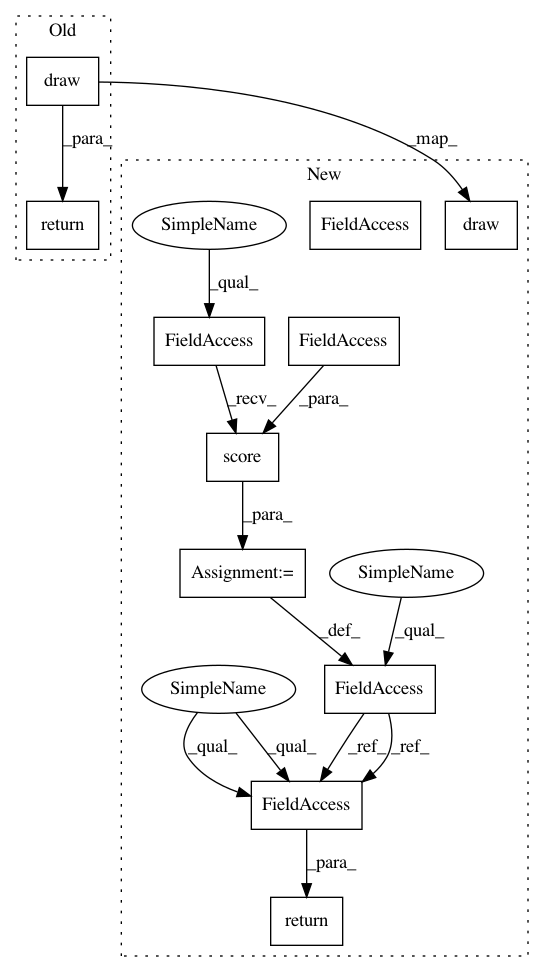 Old
draw
_para_
_map_
return
New
SimpleName
FieldAccess
draw
_qual_
FieldAccess
FieldAccess
_recv_
_para_
score
_para_
Assignment:=
SimpleName
_def_
_qual_
SimpleName
FieldAccess
_qual_
_qual_
_ref_
_ref_
FieldAccess
_para_
return